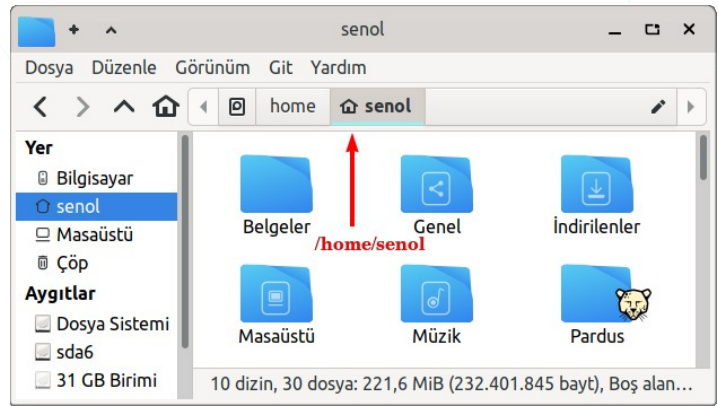 senol
Dosya Düzenle Görünüm Git Yardım
home senol
Yer
Bilgisayar
senol
Masaüstü
Çöp
Aygıtlar
Dosya Sistemi
sda6
31 GB Birimi
Belgeler Genel İndirilenler
/home/senol
Masaüstü Müzik Pardus
10 dizin, 30 dosya: 221,6 MiB (232.401.845 bayt), Boş alan...